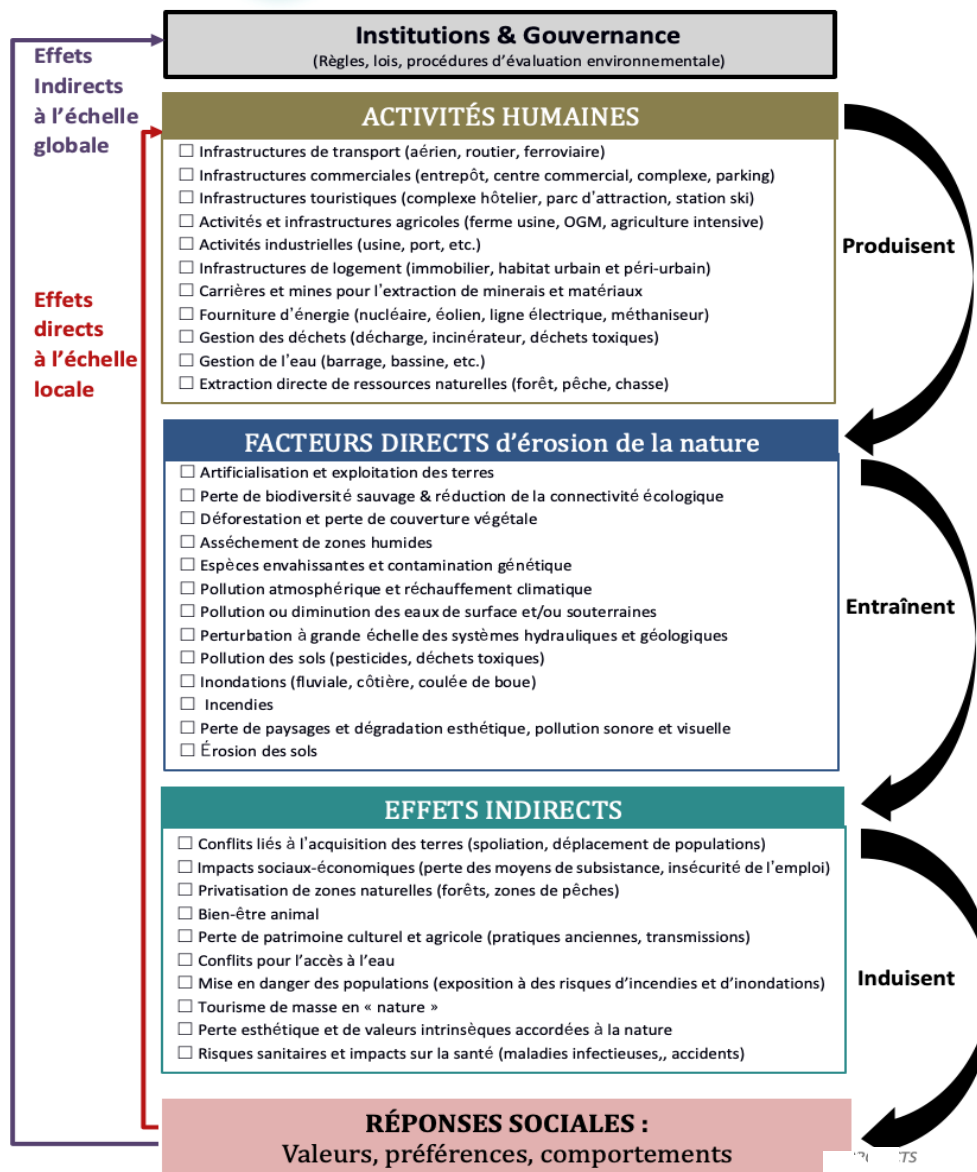 Institutions & Gouvernance
(Règles, lois, procédures d'évaluation environnementale)
Effets
Indirects
à l'échelle
globale
ACTIVITÉS HUMAINES
☐ Infrastructures de transport (aérien, routier, ferroviaire)
☐ Infrastructures commerciales (entrepôt, centre commercial, complexe, parking)
☐ Infrastructures touristiques (complexe hôtelier, parc d'attraction, station ski)
☐ Activités et infrastructures agricoles (ferme usine, OGM, agriculture intensive)
☐ Activités industrielles (usine, port, etc.)
☐ Infrastructures de logement (immobilier, habitat urbain et péri-urbain)
☐ Carrières et mines pour l'extraction de minerais et matériaux
☐ Fourniture d'énergie (nucléaire, éolien, ligne électrique, méthaniseur)
☐ Gestion des déchets (décharge, incinérateur, déchets toxiques)
☐ Gestion de l'eau (barrage, bassine, etc.)
☐ Extraction directe de ressources naturelles (forêt, pêche, chasse)
Produisent
Effets
directs
à l'échelle
locale
FACTEURS DIRECTS d'érosion de la nature
☐ Artificialisation et exploitation des terres
☐ Perte de biodiversité sauvage & réduction de la connectivité écologique
☐ Déforestation et perte de couverture végétale
☐ Asséchement de zones humides
☐ Espèces envahissantes et contamination génétique
☐ Pollution atmosphérique et réchauffement climatique
☐ Pollution ou diminution des eaux de surface et/ou souterraines
☐ Perturbation à grande échelle des systèmes hydrauliques et géologiques
☐ Pollution des sols (pesticides, déchets toxiques)
☐ Inondations (fluviale, côtière, coulée de boue)
☐ Incendies
☐ Perte de paysages et dégradation esthétique, pollution sonore et visuelle
☐ Érosion des sols
Entraînent
EFFETS INDIRECTS
☐ Conflits liés à l'acquisition des terres (spoliation, déplacement de populations)
☐ Impacts sociaux-économiques (perte des moyens de subsistance, insécurité de l'emploi)
☐ Privatisation de zones naturelles (forêts, zones de pêches)
☐ Bien-être animal
☐ Perte de patrimoine culturel et agricole (pratiques anciennes, transmissions)
☐ Conflits pour l'accès à l'eau
☐ Mise en danger des populations (exposition à des risques d'incendies et d'inondations)
☐ Tourisme de masse en « nature »
☐ Perte esthétique et de valeurs intrinsèques accordées à la nature
☐ Risques sanitaires et impacts sur la santé (maladies infectieuses,, accidents)
Induisent
RÉPONSES SOCIALES :
Valeurs, préférences, comportements